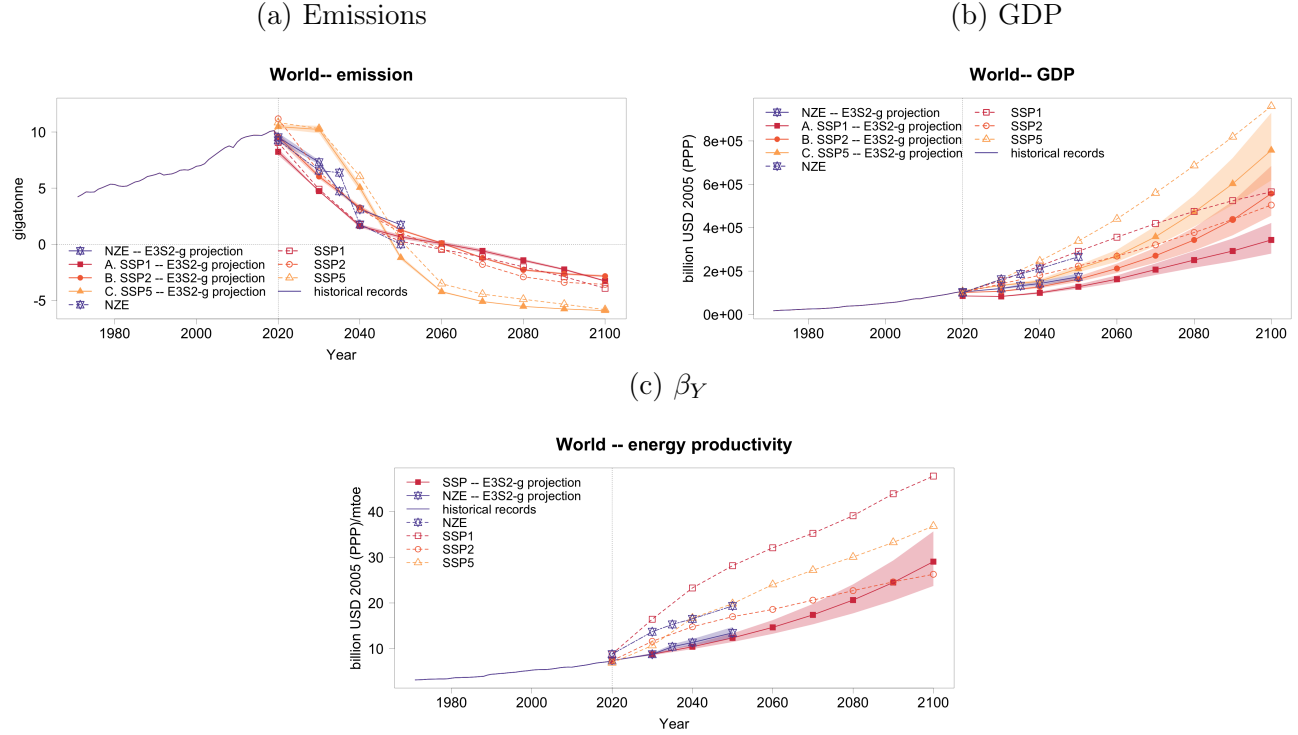 (a) Emissions
World-- emission
gigatonne
10
5
0
-5
NZE -- E3S2-g projection
A. SSP1 -- E3S2-g projection
B. SSP2 -- E3S2-g projection
C. SSP5 -- E3S2-g projection
NZE
SSP1
SSP2
SSP5
historical records
1980 2000 2020 2040 2060 2080 2100
Year
(b) GDP
World-- GDP
billion USD 2005 (PPP)
8e+05
6e+05
4e+05
2e+05
0e+00
NZE -- E3S2-g projection
A. SSP1 -- E3S2-g projection
B. SSP2 -- E3S2-g projection
C. SSP5 -- E3S2-g projection
NZE
SSP1
SSP2
SSP5
historical records
1980 2000 2020 2040 2060 2080 2100
(c) β_Y
World -- energy productivity
billion USD 2005 (PPP)/mtoe
40
30
20
10
SSP -- E3S2-g projection
NZE -- E3S2-g projection
historical records
NZE
SSP1
SSP2
SSP5
1980 2000 2020 2040 2060 2080 2100
Year